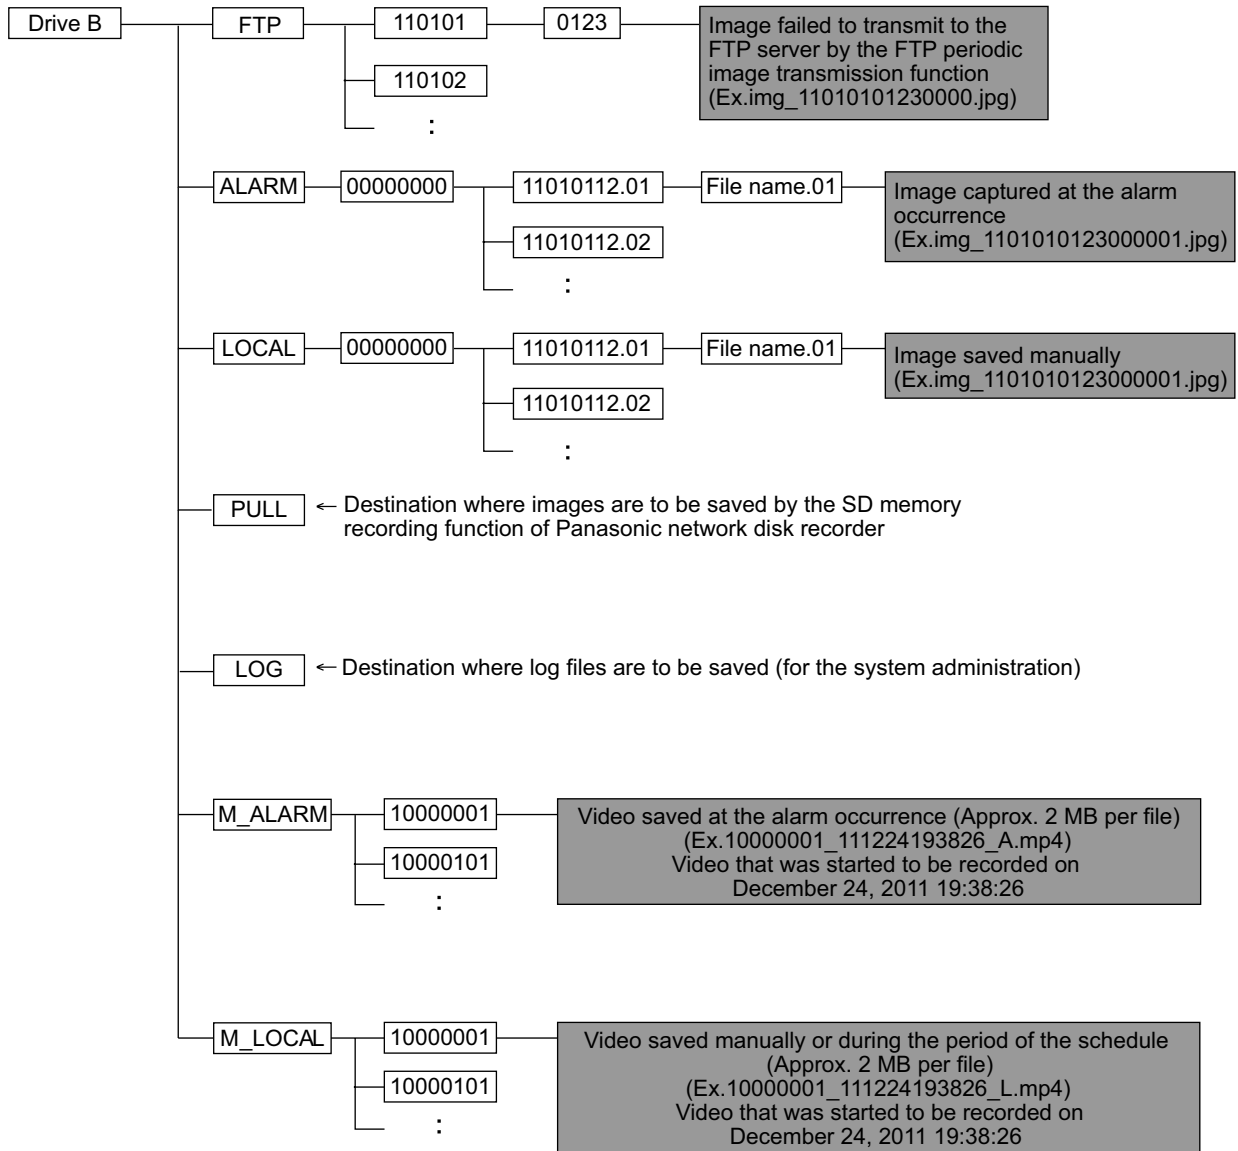 Drive B
FTP
110101
0123
Image failed to transmit to the
FTP server by the FTP periodic
image transmission function
(Ex.img_11010101230000.jpg)
110102
:
ALARM
00000000
11010112.01
File name.01
Image captured at the alarm
occurrence
(Ex.img_1101010123000001.jpg)
11010112.02
:
LOCAL
00000000
11010112.01
File name.01
Image saved manually
(Ex.img_1101010123000001.jpg)
11010112.02
:
PULL
← Destination where images are to be saved by the SD memory
recording function of Panasonic network disk recorder
LOG
← Destination where log files are to be saved (for the system administration)
M_ALARM
10000001
Video saved at the alarm occurrence (Approx. 2 MB per file)
(Ex.10000001_111224193826_A.mp4)
Video that was started to be recorded on
December 24, 2011 19:38:26
10000101
:
M_LOCAL
10000001
Video saved manually or during the period of the schedule
(Approx. 2 MB per file)
(Ex.10000001_111224193826_L.mp4)
Video that was started to be recorded on
December 24, 2011 19:38:26
10000101
: